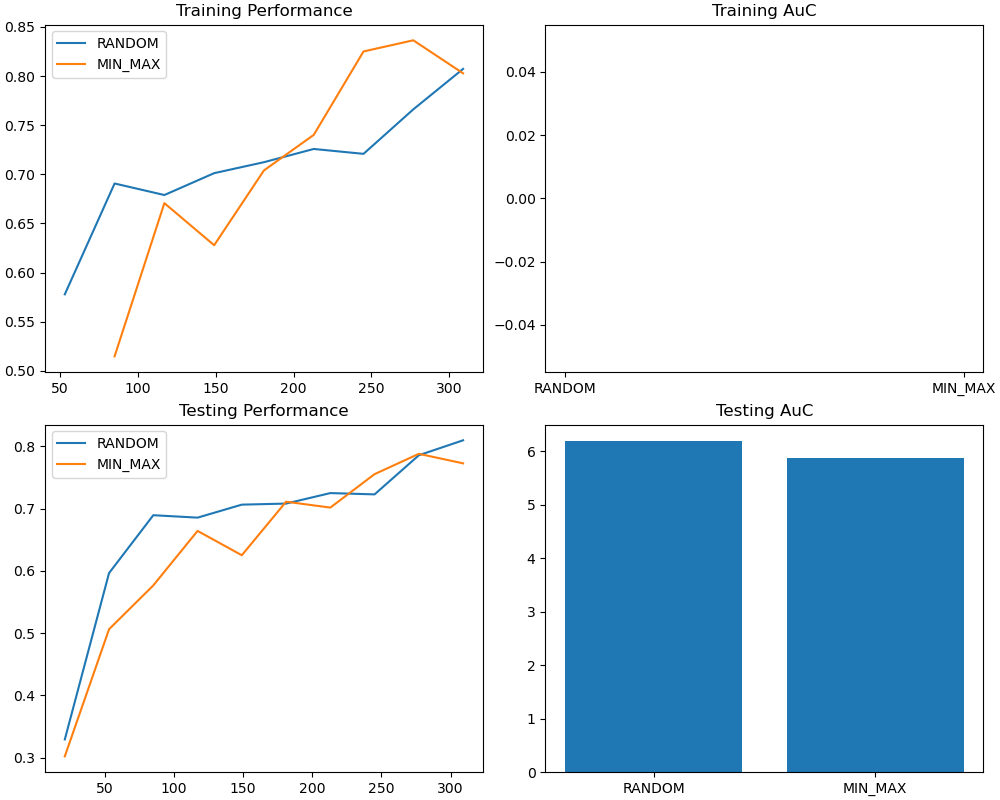 Training Performance
0.85
0.80
0.75
0.70
0.65
0.60
0.55
0.50
RANDOM
MIN_MAX
50 100 150 200 250 300
Training AuC
0.04
0.02
0.00
−0.02
−0.04
RANDOM MIN_MAX
Testing Performance
0.8
0.7
0.6
0.5
0.4
0.3
RANDOM
MIN_MAX
50 100 150 200 250 300
Testing AuC
6
5
4
3
2
1
0
RANDOM MIN_MAX